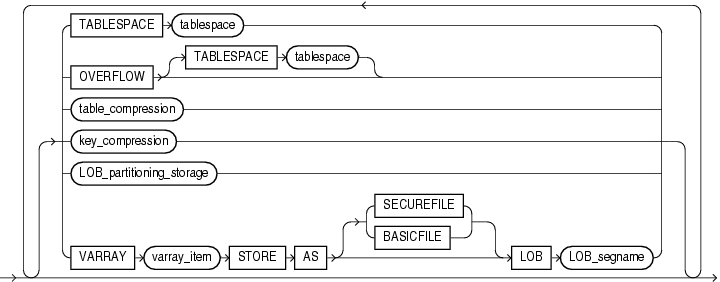 TABLESPACE tablespace
TABLESPACE tablespace
OVERFLOW
table_compression
key_compression
LOB_partitioning_storage
SECUREFILE
BASICFILE
VARRAY varray_item STORE AS LOB LOB_segname